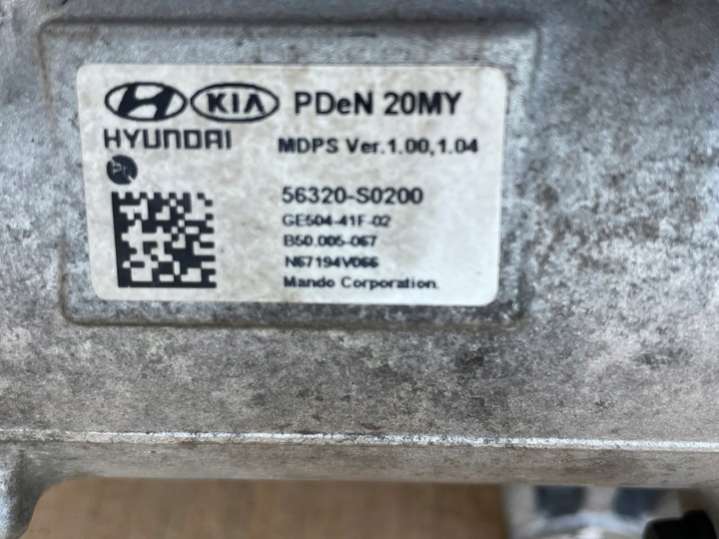 KIA PDeN 20MY
HYUNDAI MDPS Ver.1.00,1.04
56320-S0200
GE504-41F-02
B50.005-067
N67194V066
Mando Corporation.